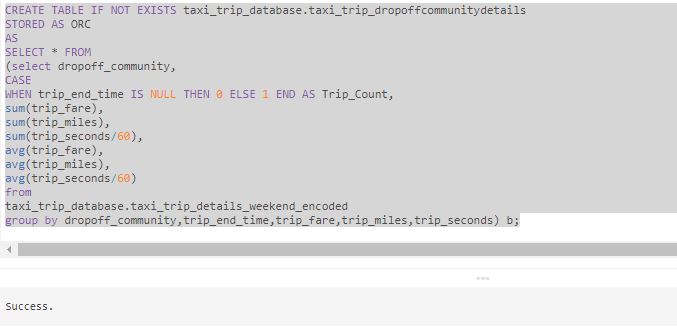 CREATE TABLE IF NOT EXISTS taxi_trip_database.taxi_trip_dropoffcommunitydetails
STORED AS ORC
AS
SELECT * FROM
(select dropoff_community,
CASE
WHEN trip_end_time IS NULL THEN 0 ELSE 1 END AS Trip_Count,
sum(trip_fare),
sum(trip_miles),
sum(trip_seconds/60),
avg(trip_fare),
avg(trip_miles),
avg(trip_seconds/60)
from
taxi_trip_database.taxi_trip_details_weekend_encoded
group by dropoff_community,trip_end_time,trip_fare,trip_miles,trip_seconds) b;
Success.